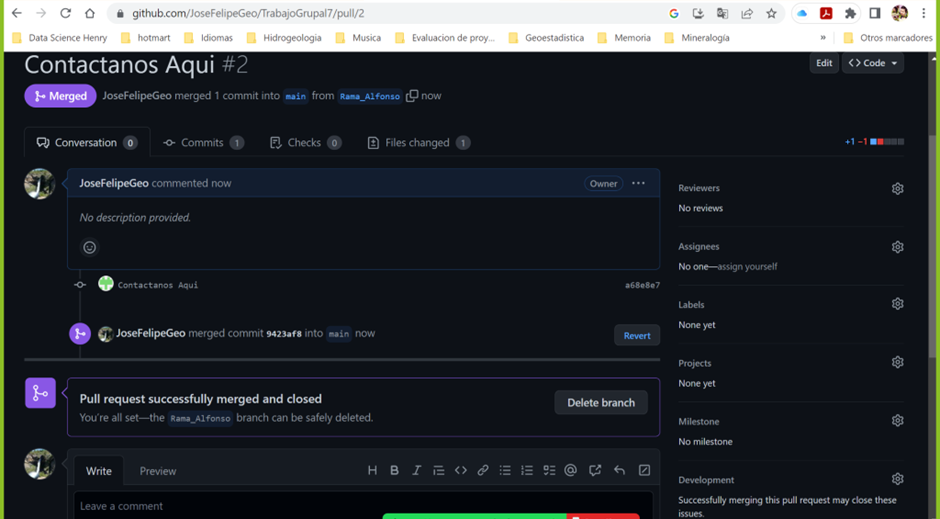 github.com/JoseFelipeGeo/TrabajoGrupal7/pull/2
Data Science Henry hotmart Idiomas Hidrogeologia Musica Evaluacion de proy... Geoestadistica Memoria Mineralogía » Otros marcadores
Contactanos Aqui #2
Edit <> Code
Merged JoseFelipeGeo merged 1 commit into main from Rama_Alfonso now
Conversation 0 Commits 1 Checks 0 Files changed 1 +1 −1
JoseFelipeGeo commented now Owner ...
No description provided.
Contactanos Aqui a68e8e7
JoseFelipeGeo merged commit 9423af8 into main now Revert
Pull request successfully merged and closed
You're all set—the Rama_Alfonso branch can be safely deleted.
Delete branch
Write Preview
Leave a comment
Reviewers
No reviews
Assignees
No one—assign yourself
Labels
None yet
Projects
None yet
Milestone
No milestone
Development
Successfully merging this pull request may close these
issues.